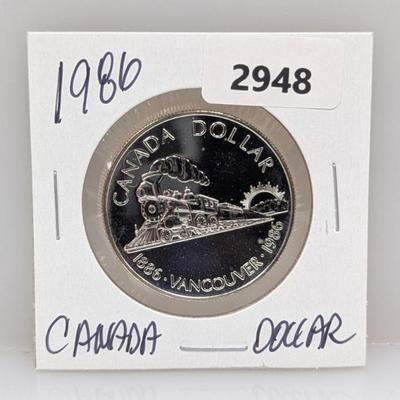 1986
2948
CANADA DOLLAR
1886 · VANCOUVER · 1986
CANADA DOLLAR